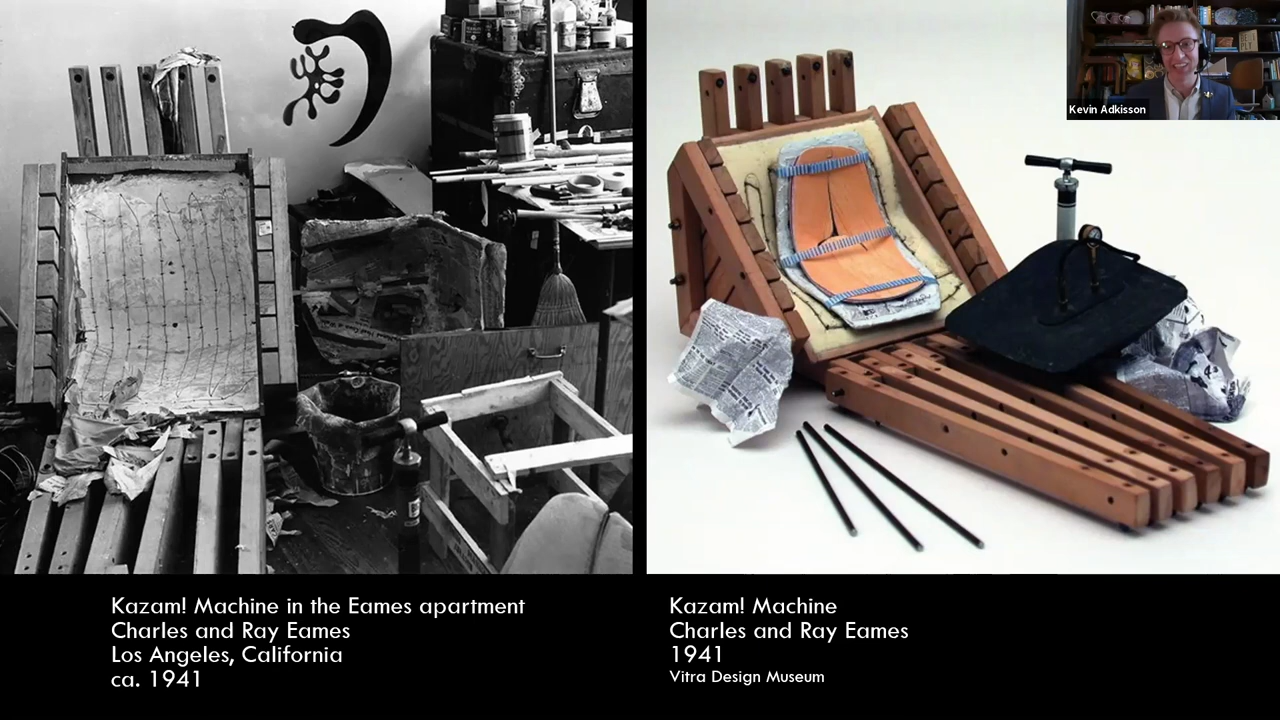 Kevin Adkisson
Kazam! Machine in the Eames apartment
Charles and Ray Eames
Los Angeles, California
ca. 1941
Kazam! Machine
Charles and Ray Eames
1941
Vitra Design Museum